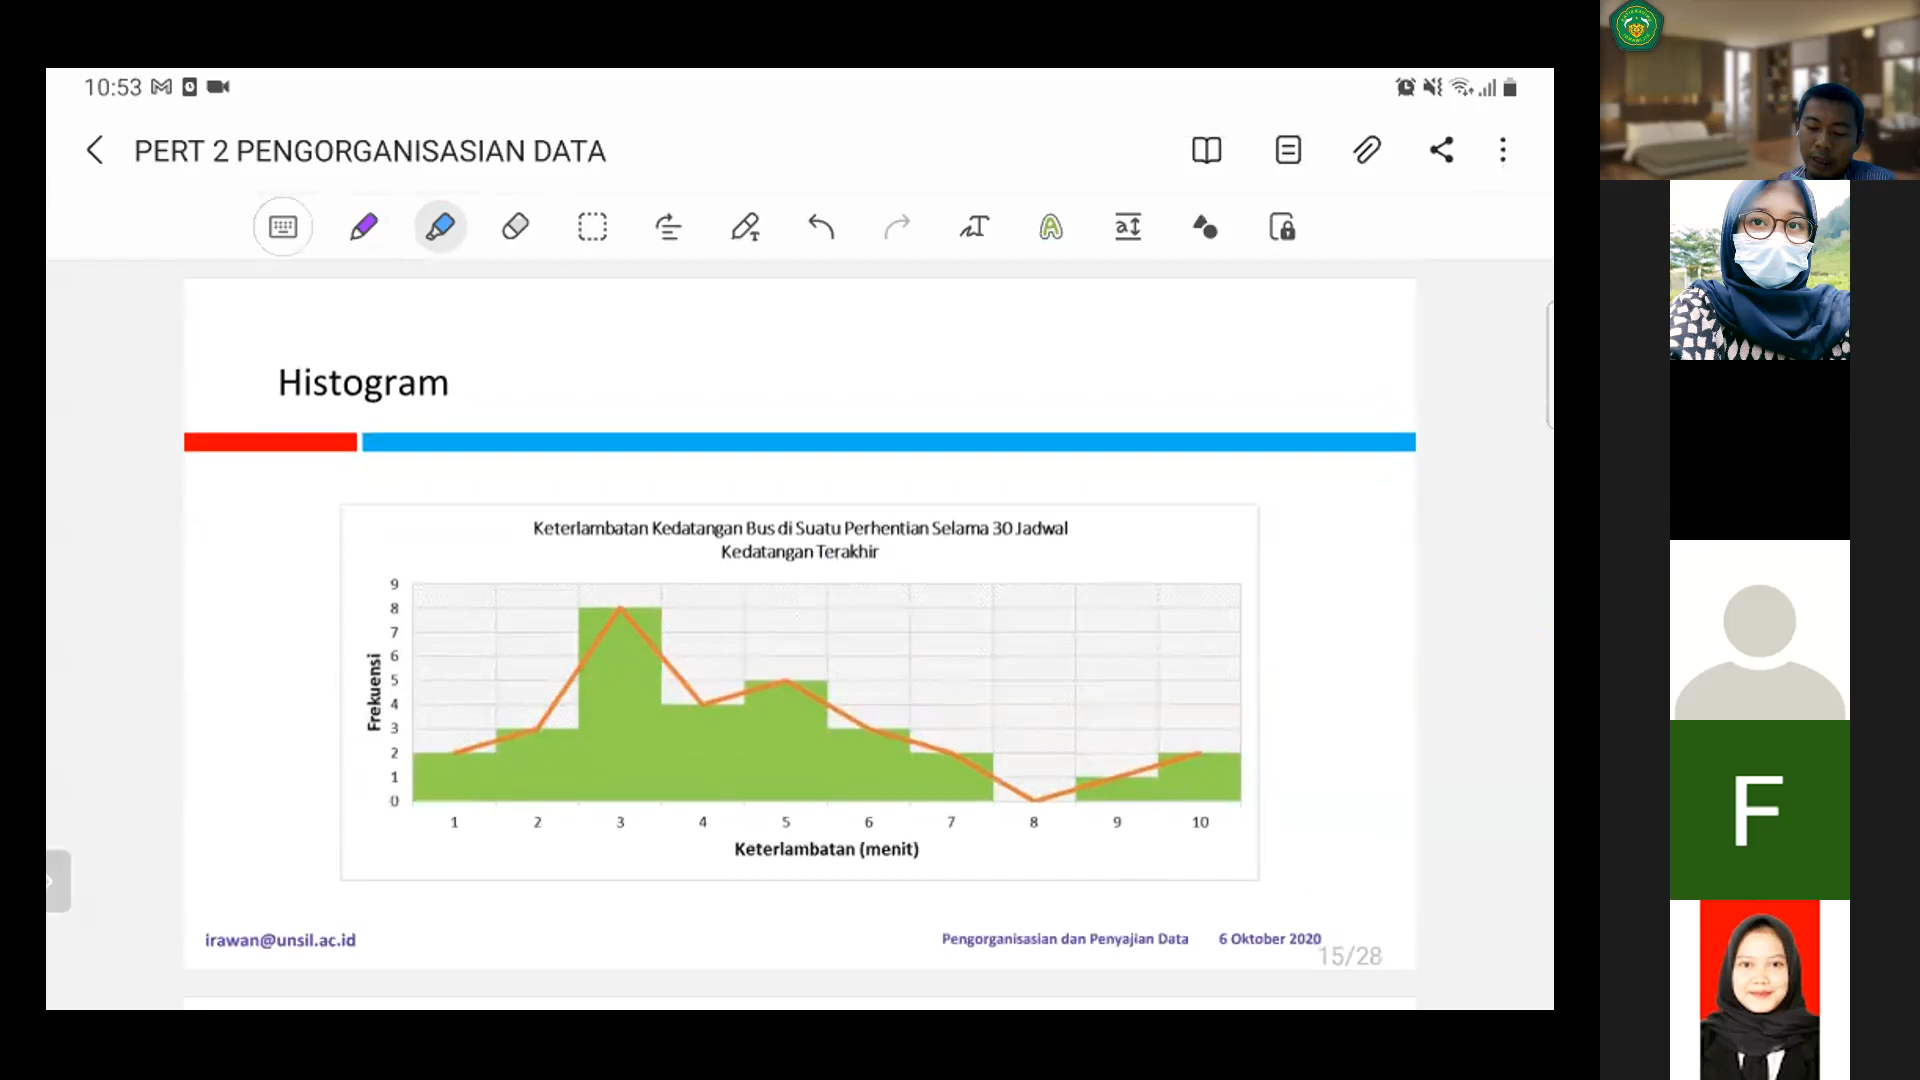 10:53
PERT 2 PENGORGANISASIAN DATA
Histogram
Keterlambatan Kedatangan Bus di Suatu Perhentian Selama 30 Jadwal
Kedatangan Terakhir
Frekuensi
9
8
7
6
5
4
3
2
1
0
1 2 3 4 5 6 7 8 9 10
Keterlambatan (menit)
irawan@unsil.ac.id
Pengorganisasian dan Penyajian Data 6 Oktober 2020
15/28
F